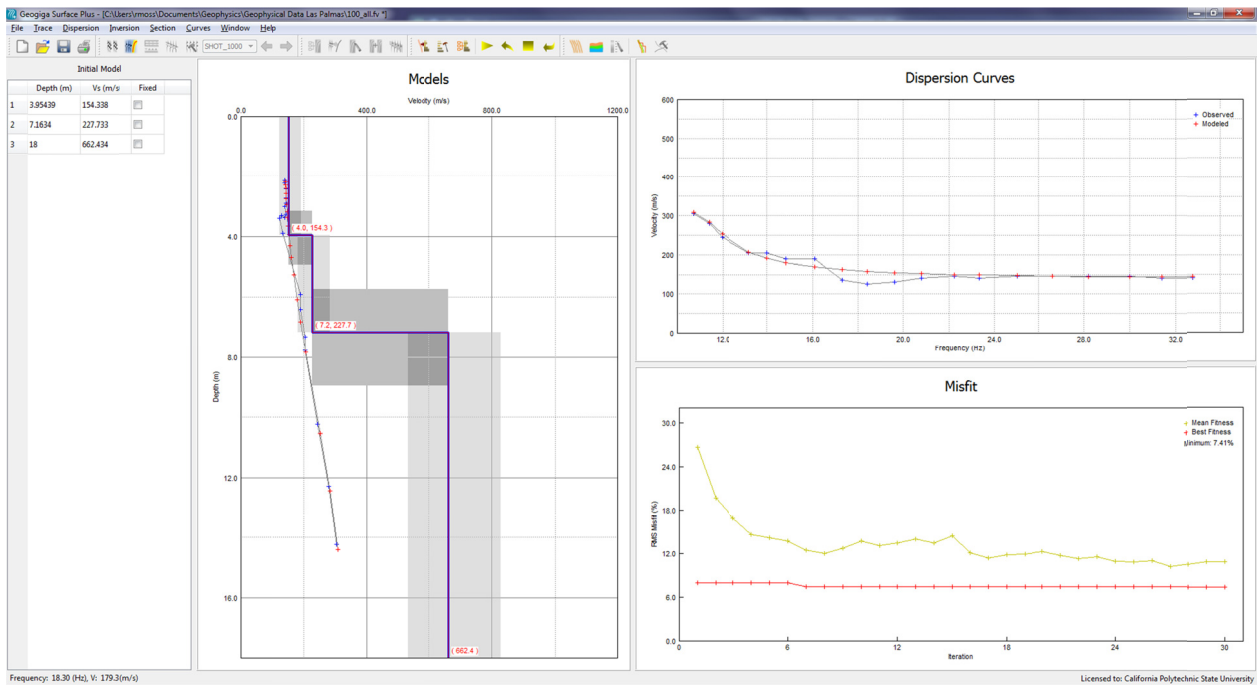 Geogiga Surface Plus - [C:\Users\rmoss\Documents\Geophysics\Geophysical Data Las Palmas\100_all.fv *]
File Trace Dispersion Inversion Section Curves Window Help
SHOT_1000
Initial Model
Depth (m) Vs (m/s Fixed
1 3.95439 154.338
2 7.1634 227.733
3 18 662.434
Models
Velocity (m/s)
0.0 400.0 800.0 1200.0
0.0
4.0
8.0
12.0
16.0
Depth (m)
( 4.0, 154.3 )
( 7.2, 227.7 )
( 662.4 )
Dispersion Curves
600
500
400
300
200
100
0
Velocity (m/s)
12.0 16.0 20.0 24.0 28.0 32.0
Frequency (Hz)
Observed
Modeled
Misfit
30.0
24.0
18.0
12.0
6.0
0.0
RMS Misfit (%)
0 6 12 18 24 30
Iteration
Mean Fitness
Best Fitness
Minimum: 7.41%
Frequency: 18.30 (Hz), V: 179.3(m/s)
Licensed to: California Polytechnic State University